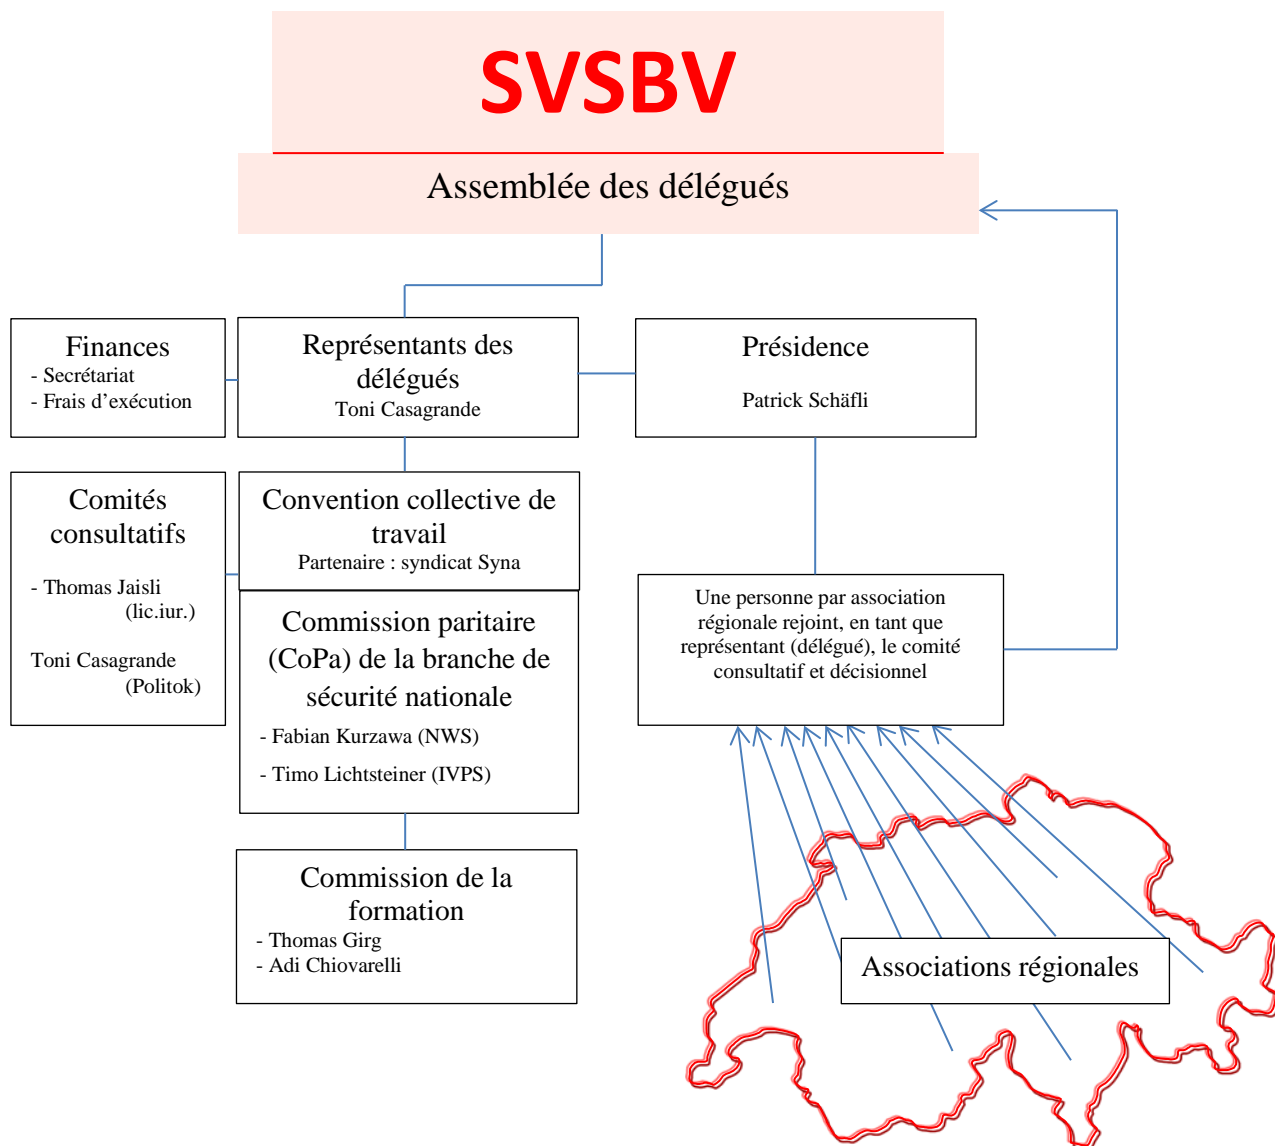 SVSBV
Assemblée des délégués
Finances
- Secrétariat
- Frais d’exécution
Représentants des
délégués
Toni Casagrande
Présidence
Patrick Schäfli
Comités
consultatifs
- Thomas Jaisli
(lic.iur.)
Toni Casagrande
(Politok)
Convention collective de
travail
Partenaire : syndicat Syna
Commission paritaire
(CoPa) de la branche de
sécurité nationale
- Fabian Kurzawa (NWS)
- Timo Lichtsteiner (IVPS)
Une personne par association
régionale rejoint, en tant que
représentant (délégué), le comité
consultatif et décisionnel
Commission de la
formation
- Thomas Girg
- Adi Chiovarelli
Associations régionales